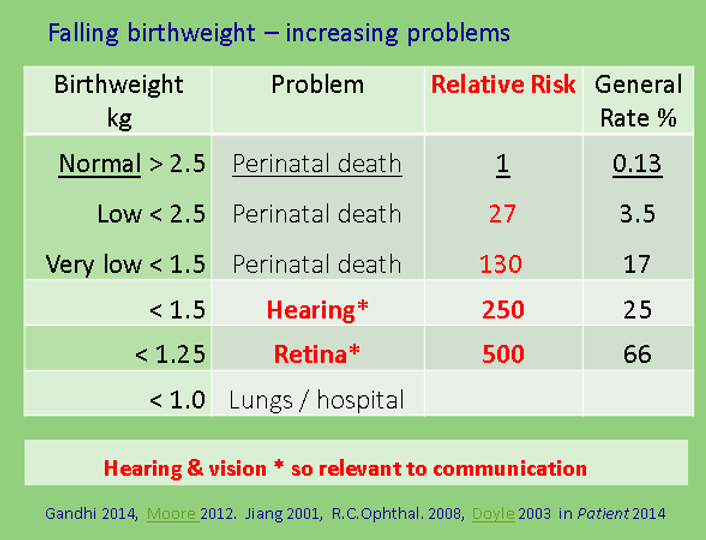 Falling birthweight – increasing problems
Birthweight kg Problem Relative Risk General Rate %
Normal > 2.5 Perinatal death 1 0.13
Low < 2.5 Perinatal death 27 3.5
Very low < 1.5 Perinatal death 130 17
< 1.5 Hearing* 250 25
< 1.25 Retina* 500 66
< 1.0 Lungs / hospital
Hearing & vision * so relevant to communication
Gandhi 2014, Moore 2012. Jiang 2001, R.C.Ophthal. 2008, Doyle 2003 in Patient 2014